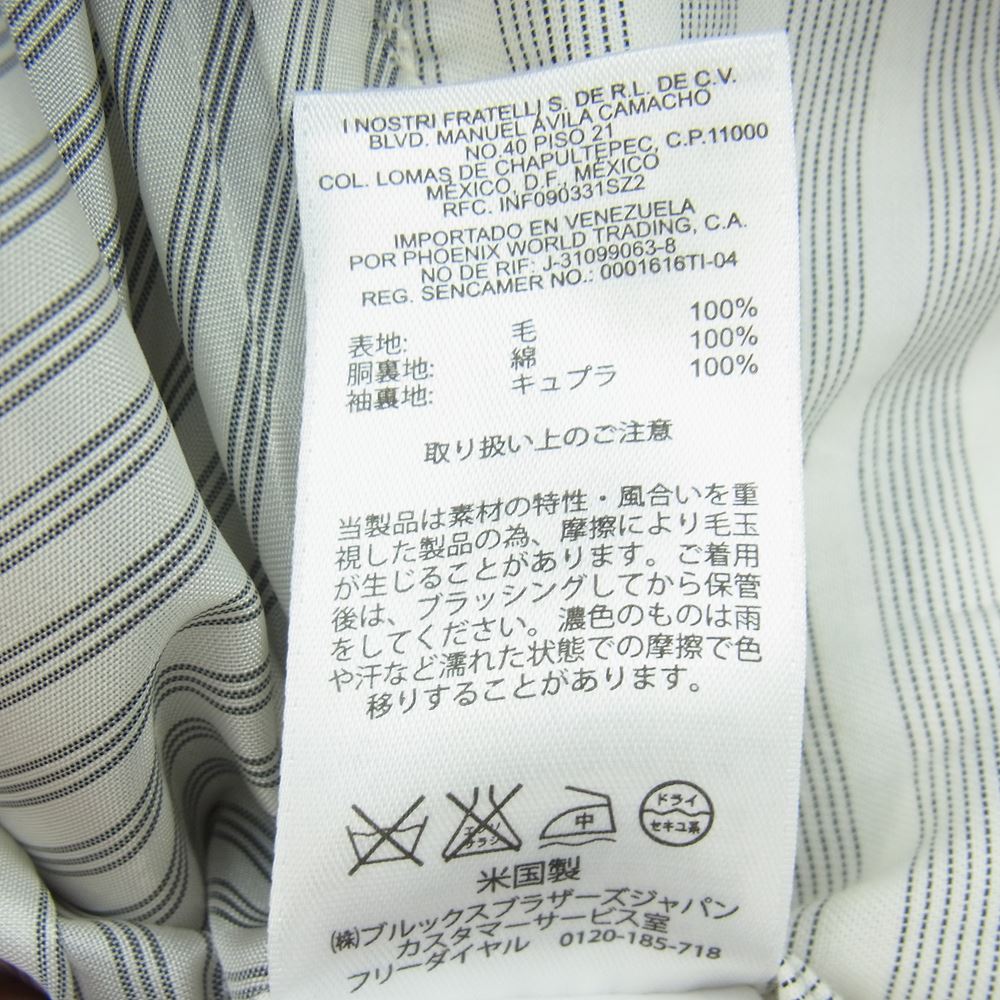 I NOSTRI FRATELLI S. DE R.L. DE C.V.
BLVD. MANUEL ÁVILA CAMACHO
NO.40 PISO 21
COL. LOMAS DE CHAPULTEPEC, C.P.11000
MÉXICO, D.F., MÉXICO
RFC. INF090331SZ2
IMPORTADO EN VENEZUELA
POR PHOENIX WORLD TRADING, C.A.
NO DE RIF: J-31099063-8
REG. SENCAMER NO.: 0001616TI-04
表地: 毛 100%
胴裏地: 綿 100%
袖裏地: キュプラ 100%
取り扱い上のご注意
当製品は素材の特性・風合いを重
視した製品の為、摩擦により毛玉
が生じることがあります。ご着用
後は、ブラッシングしてから保管
をしてください。濃色のものは雨
や汗など濡れた状態での摩擦で色
移りすることがあります。
エンソ
サラシ
中
ドライ
セキユ系
米国製
㈱ブルックスブラザーズジャパン
カスタマーサービス室
フリーダイヤル 0120-185-718